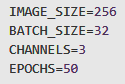 IMAGE_SIZE=256
BATCH_SIZE=32
CHANNELS=3
EPOCHS=50